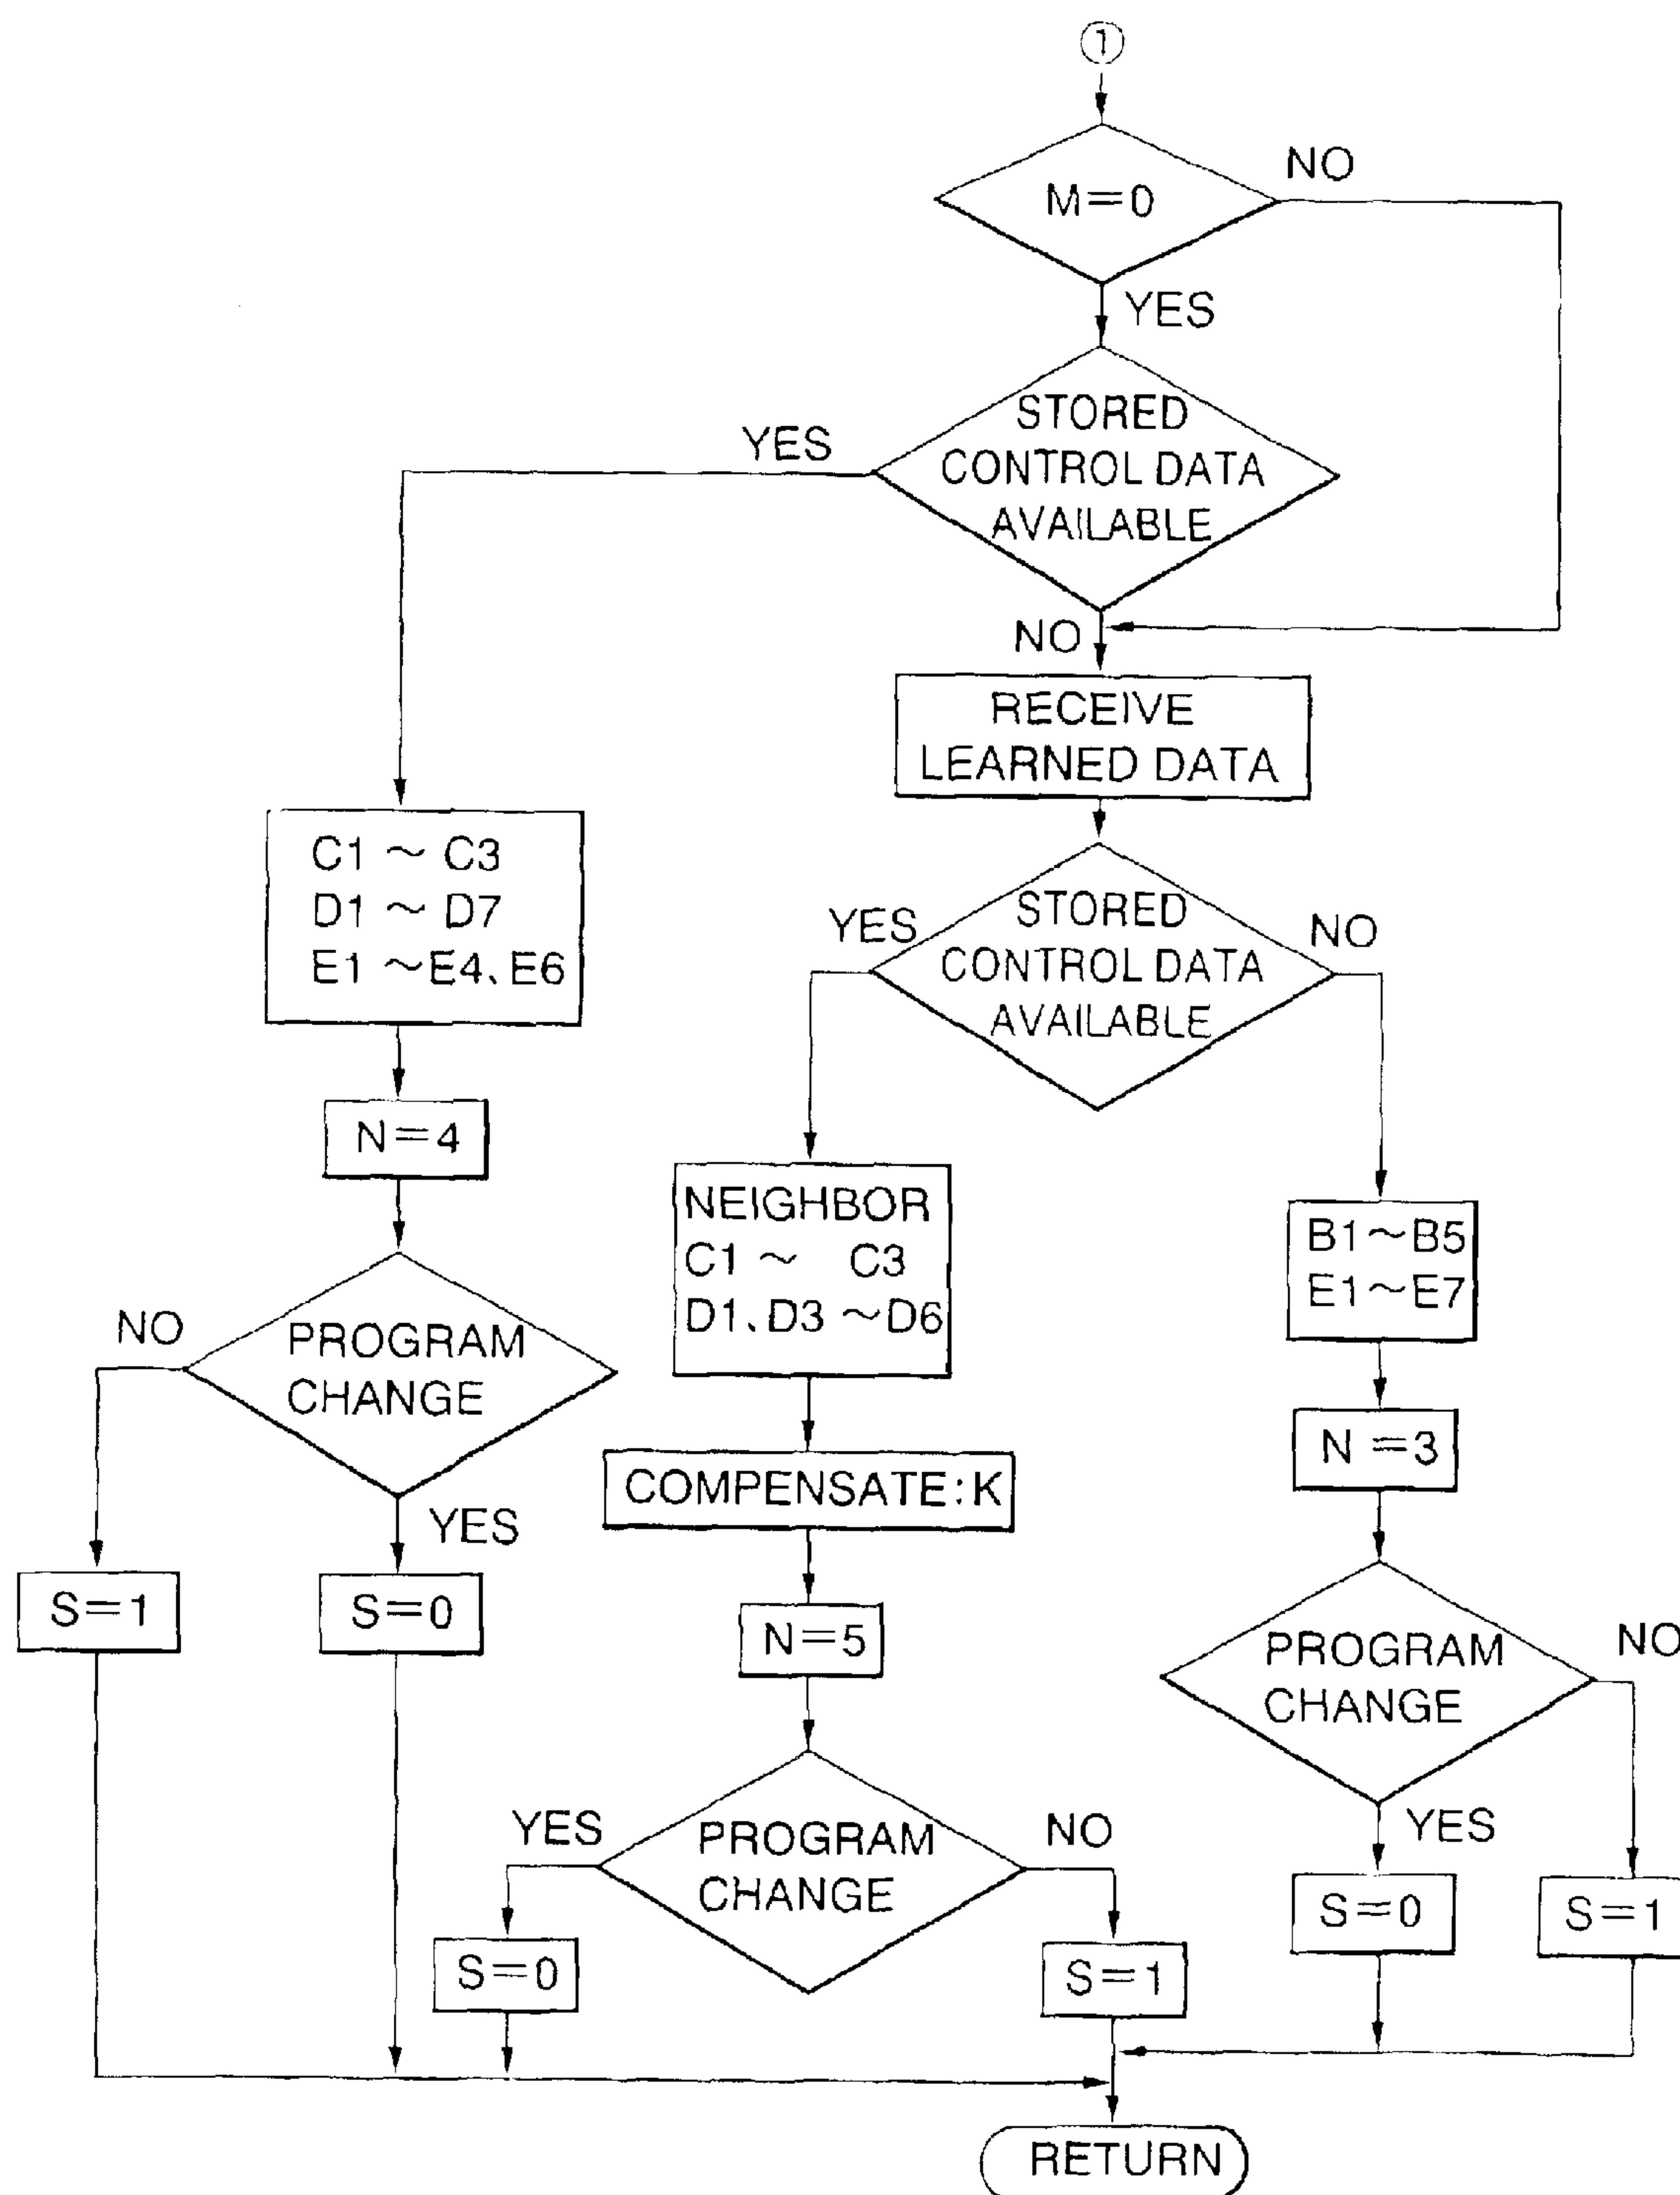 ①
M=0
NO
YES
STORED
CONTROL DATA
AVAILABLE
YES
NO
RECEIVE
LEARNED DATA
C1 ~ C3
D1 ~ D7
E1 ~E4、E6
STORED
CONTROL DATA
AVAILABLE
YES
NO
N=4
NEIGHBOR
C1 ~ C3
D1、D3 ~D6
B1~B5
E1~E7
PROGRAM
CHANGE
NO
YES
COMPENSATE:K
N =3
S=1
S=0
N=5
PROGRAM
CHANGE
NO
YES
PROGRAM
CHANGE
YES
NO
S=0
S=1
S=0
S=1
RETURN